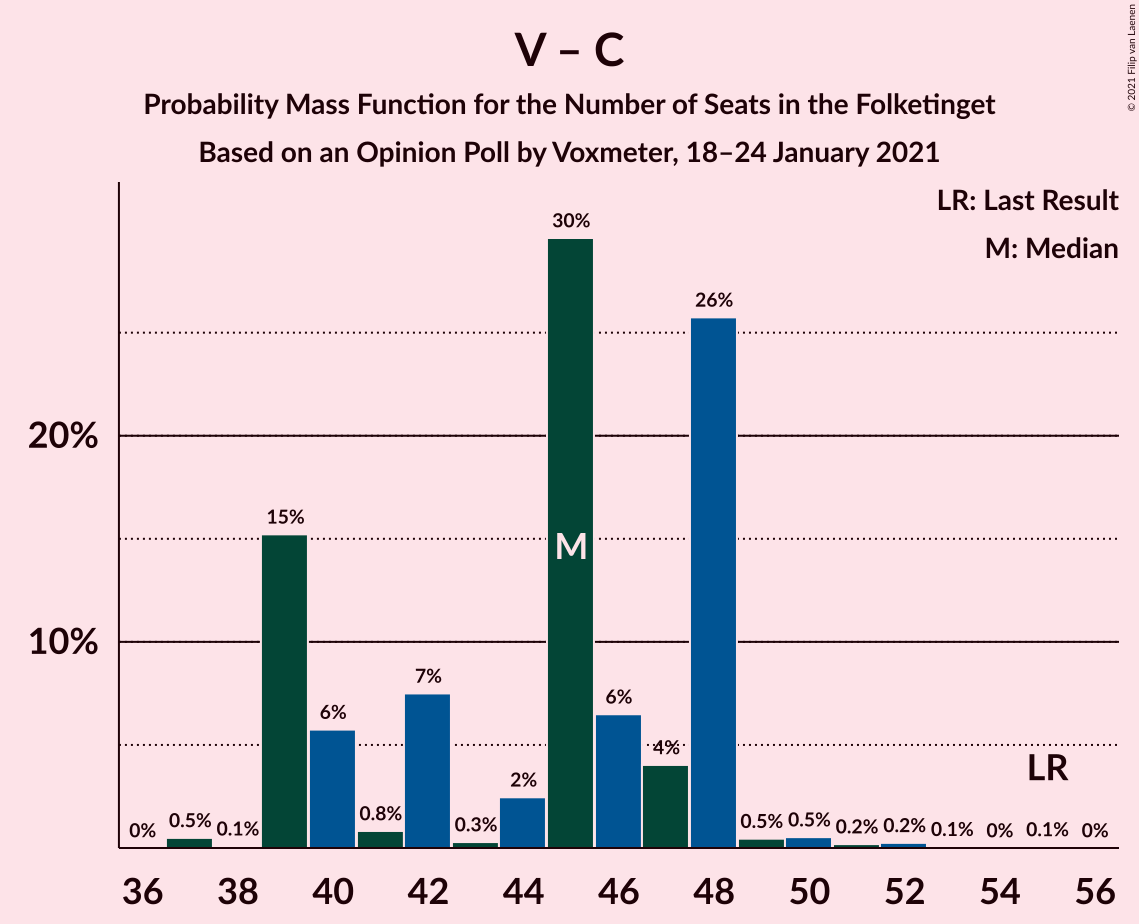 V – C
Probability Mass Function for the Number of Seats in the Folketinget
Based on an Opinion Poll by Voxmeter, 18–24 January 2021
© 2021 Filip van Laenen
LR: Last Result
M: Median
20%
10%
0%
0.5%
0.1%
15%
6%
0.8%
7%
0.3%
2%
30%
M
6%
4%
26%
0.5%
0.5%
0.2%
0.2%
0.1%
0%
0.1%
0%
LR
36 38 40 42 44 46 48 50 52 54 56